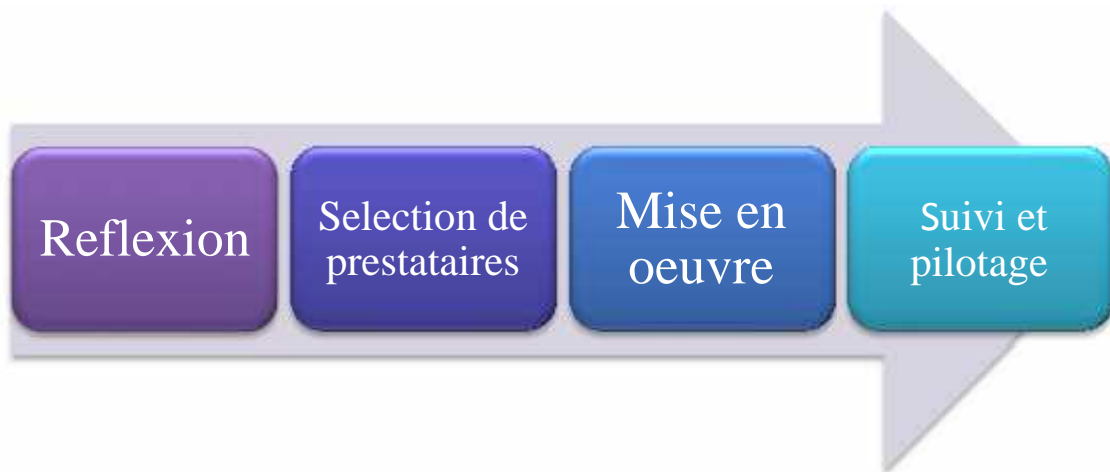 Reflexion
Selection de
prestataires
Mise en
oeuvre
Suivi et
pilotage